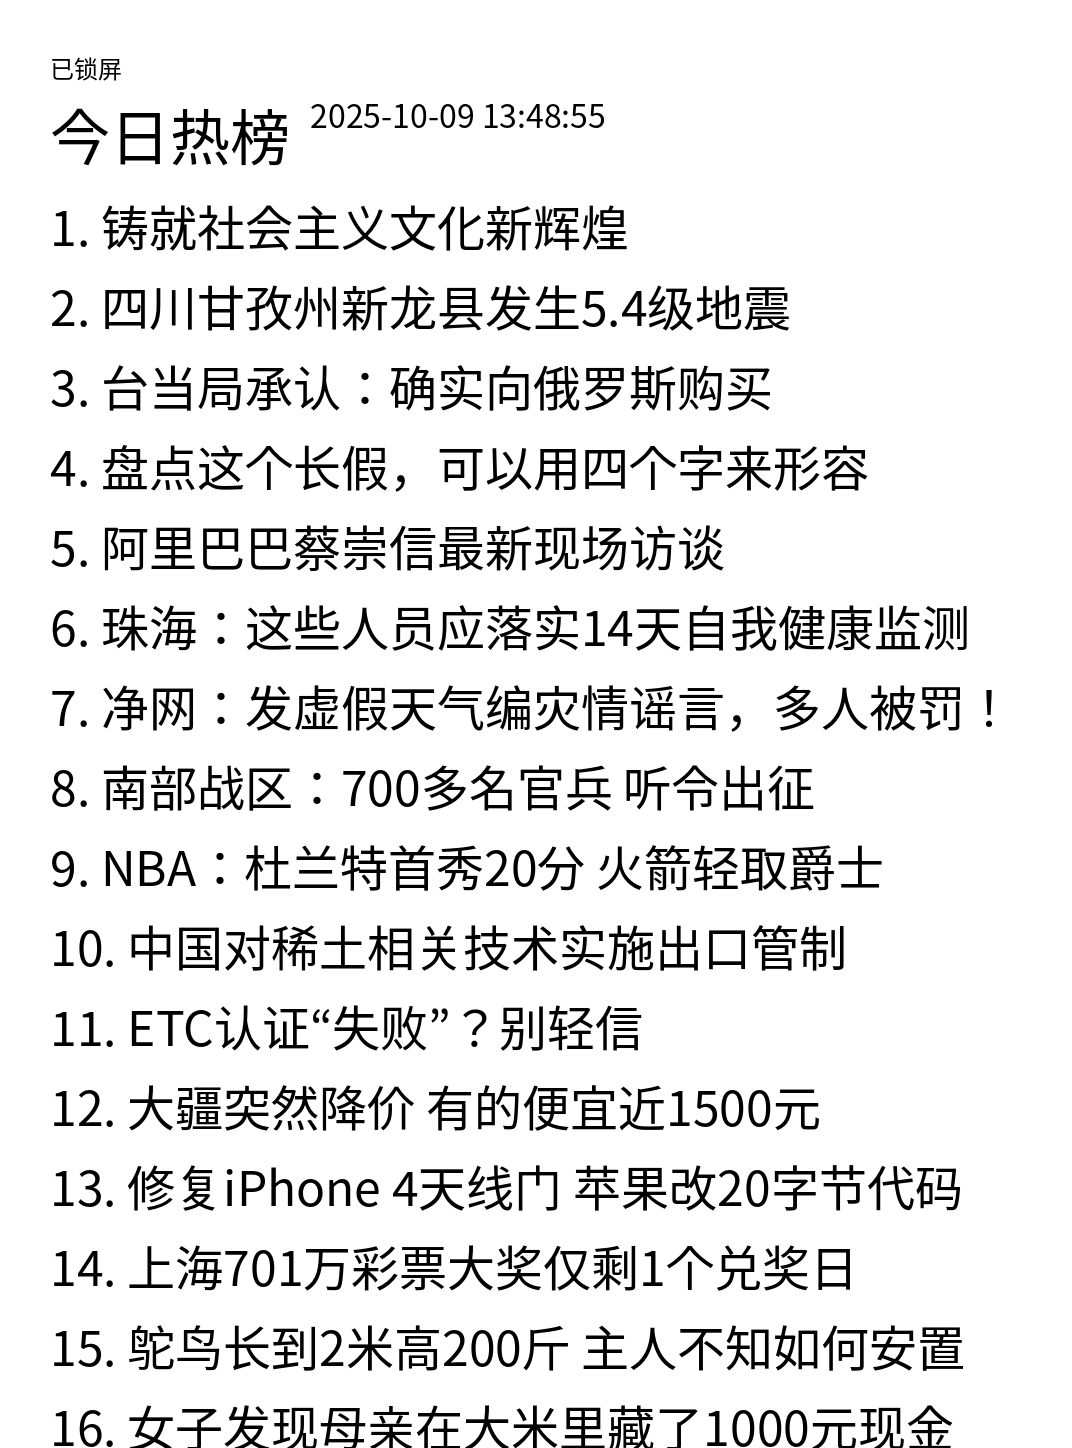 已锁屏
今日热榜 2025-10-09 13:48:55
1. 铸就社会主义文化新辉煌
2. 四川甘孜州新龙县发生5.4级地震
3. 台当局承认：确实向俄罗斯购买
4. 盘点这个长假，可以用四个字来形容
5. 阿里巴巴蔡崇信最新现场访谈
6. 珠海：这些人员应落实14天自我健康监测
7. 净网：发虚假天气编灾情谣言，多人被罚！
8. 南部战区：700多名官兵 听令出征
9. NBA：杜兰特首秀20分 火箭轻取爵士
10. 中国对稀土相关技术实施出口管制
11. ETC认证“失败”？别轻信
12. 大疆突然降价 有的便宜近1500元
13. 修复iPhone 4天线门 苹果改20字节代码
14. 上海701万彩票大奖仅剩1个兑奖日
15. 鸵鸟长到2米高200斤 主人不知如何安置
16. 女子发现母亲在大米里藏了1000元现金